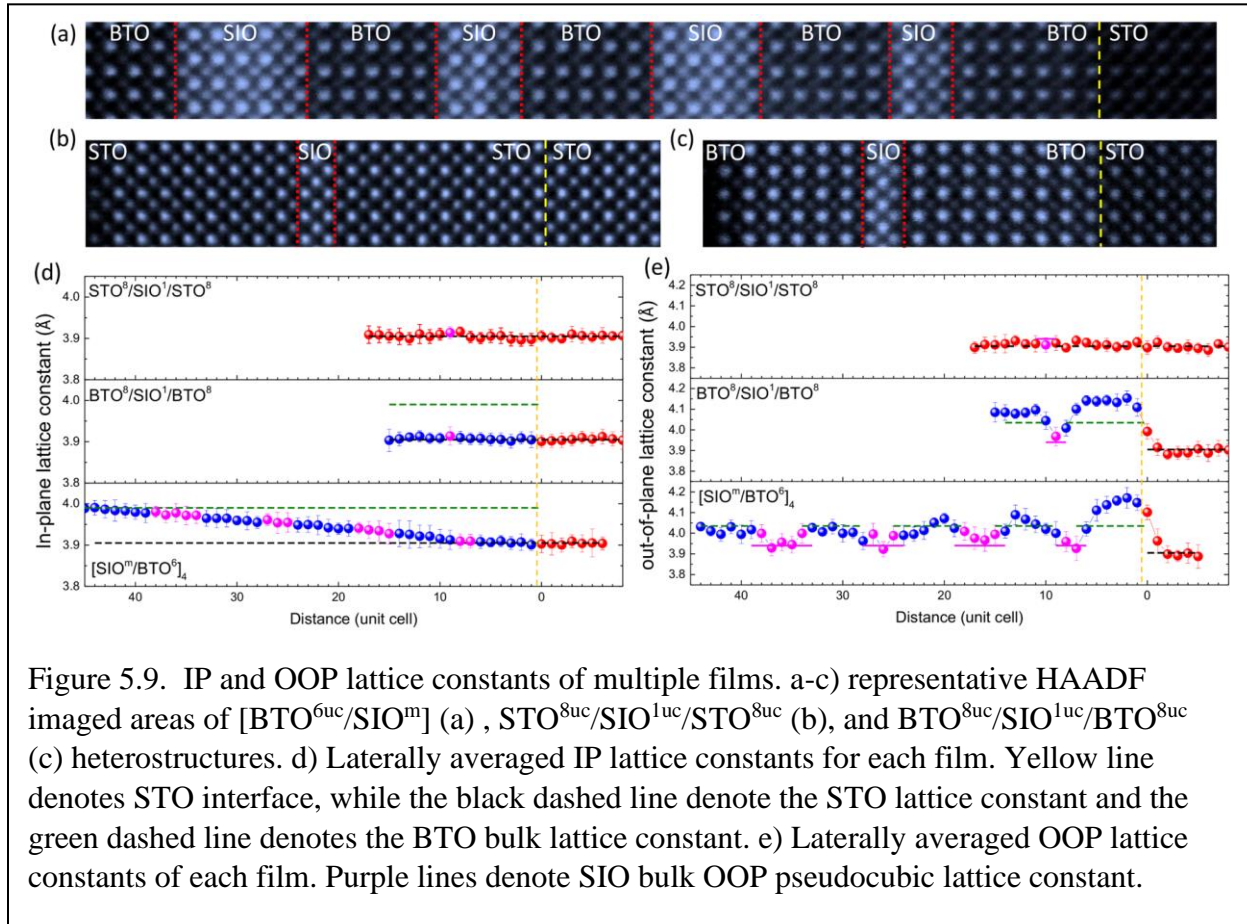 (a) BTO SIO BTO SIO BTO SIO BTO SIO BTO STO
(b) STO SIO STO STO
(c) BTO SIO BTO STO
(d)
STO⁸/SIO¹/STO⁸
BTO⁸/SIO¹/BTO⁸
[SIOᵐ/BTO⁶]₄
In-plane lattice constant (Å)
4.0
3.9
3.8
4.0
3.9
3.8
4.0
3.9
3.8
40 30 20 10 0
Distance (unit cell)
(e)
STO⁸/SIO¹/STO⁸
BTO⁸/SIO¹/BTO⁸
[SIOᵐ/BTO⁶]₄
out-of-plane lattice constant (Å)
4.2
4.1
4.0
3.9
3.8
4.2
4.1
4.0
3.9
3.8
4.2
4.1
4.0
3.9
3.8
40 30 20 10 0
Distance (unit cell)
Figure 5.9. IP and OOP lattice constants of multiple films. a-c) representative HAADF
imaged areas of [BTO⁶ᵘᶜ/SIOᵐ] (a) , STO⁸ᵘᶜ/SIO¹ᵘᶜ/STO⁸ᵘᶜ (b), and BTO⁸ᵘᶜ/SIO¹ᵘᶜ/BTO⁸ᵘᶜ
(c) heterostructures. d) Laterally averaged IP lattice constants for each film. Yellow line
denotes STO interface, while the black dashed line denote the STO lattice constant and the
green dashed line denotes the BTO bulk lattice constant. e) Laterally averaged OOP lattice
constants of each film. Purple lines denote SIO bulk OOP pseudocubic lattice constant.